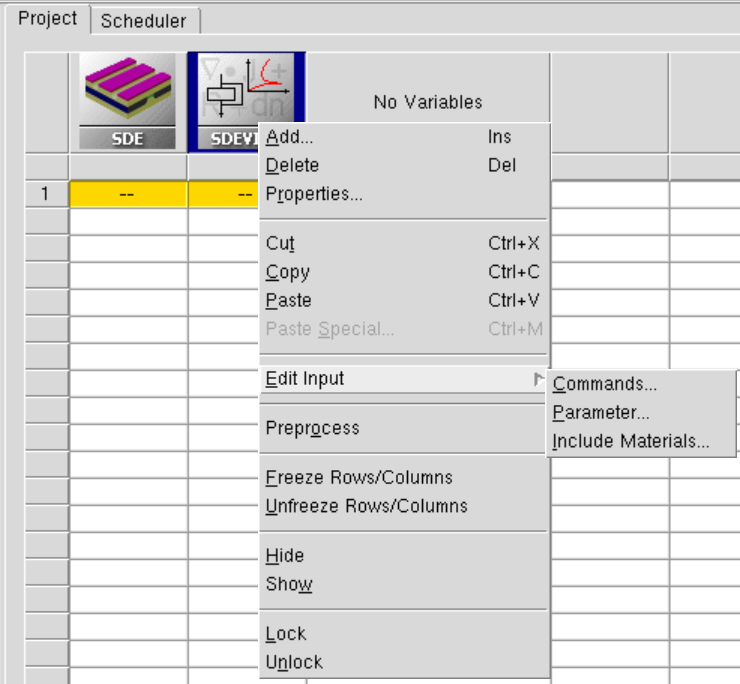 Project Scheduler
No Variables
SDE
Add... Ins
Delete Del
Properties...
1 -- --
Cut Ctrl+X
Copy Ctrl+C
Paste Ctrl+V
Paste Special... Ctrl+M
Edit Input
Commands...
Parameter...
Include Materials...
Preprocess
Freeze Rows/Columns
Unfreeze Rows/Columns
Hide
Show
Lock
Unlock